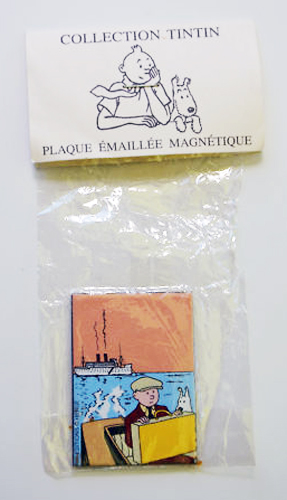 COLLECTION TINTIN
PLAQUE ÉMAILLÉE MAGNÉTIQUE